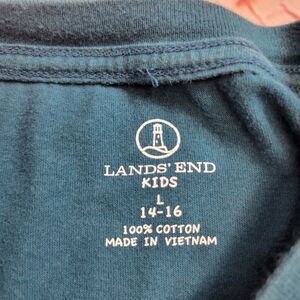 LANDS' END
KIDS
L
14-16
100% COTTON
MADE IN VIETNAM